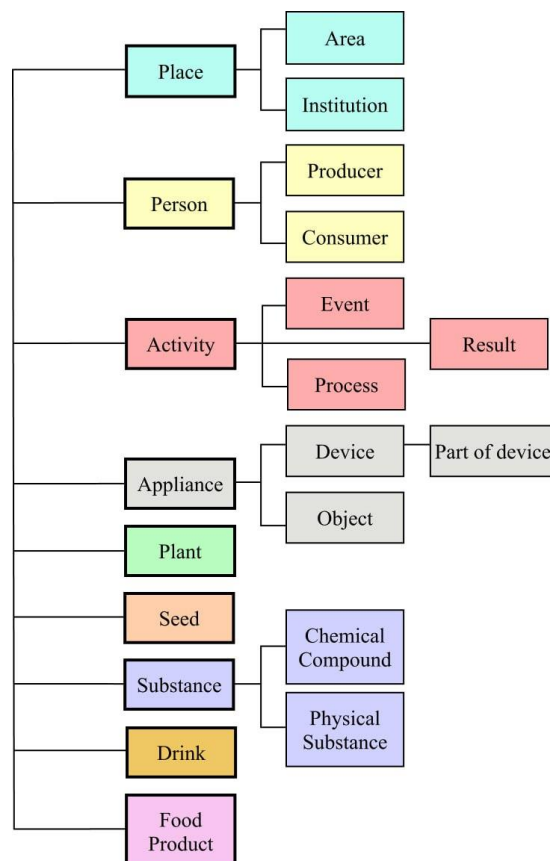 Area
Place
Institution
Producer
Person
Consumer
Event
Activity
Result
Process
Device
Part of device
Appliance
Object
Plant
Seed
Chemical
Compound
Substance
Physical
Substance
Drink
Food
Product